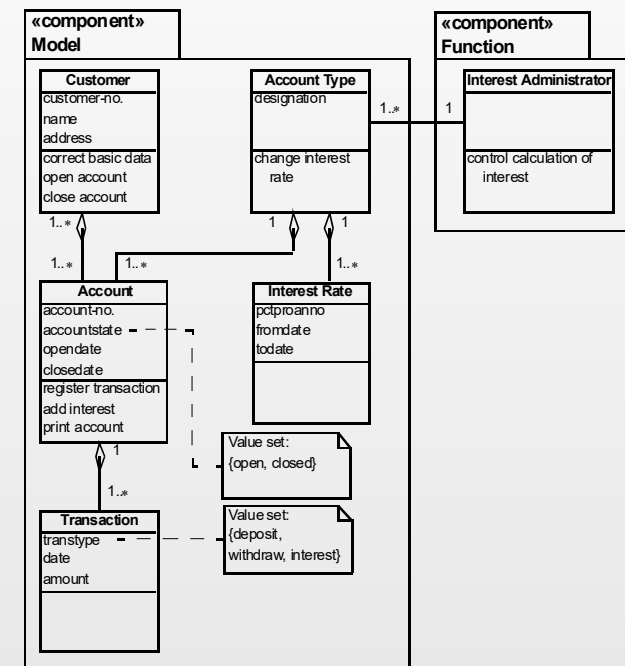 «component»
Model
Customer
customer-no.
name
address
correct basic data
open account
close account
Account Type
designation
change interest
rate
1..*
1
1..*
1..*
1
1..*
1
1..*
Account
account-no.
accountstate
opendate
closedate
register transaction
add interest
print account
Interest Rate
pctproanno
fromdate
todate
1
1..*
Value set:
{open, closed}
Transaction
transtype
date
amount
Value set:
{deposit,
withdraw, interest}
«component»
Function
Interest Administrator
control calculation of
interest